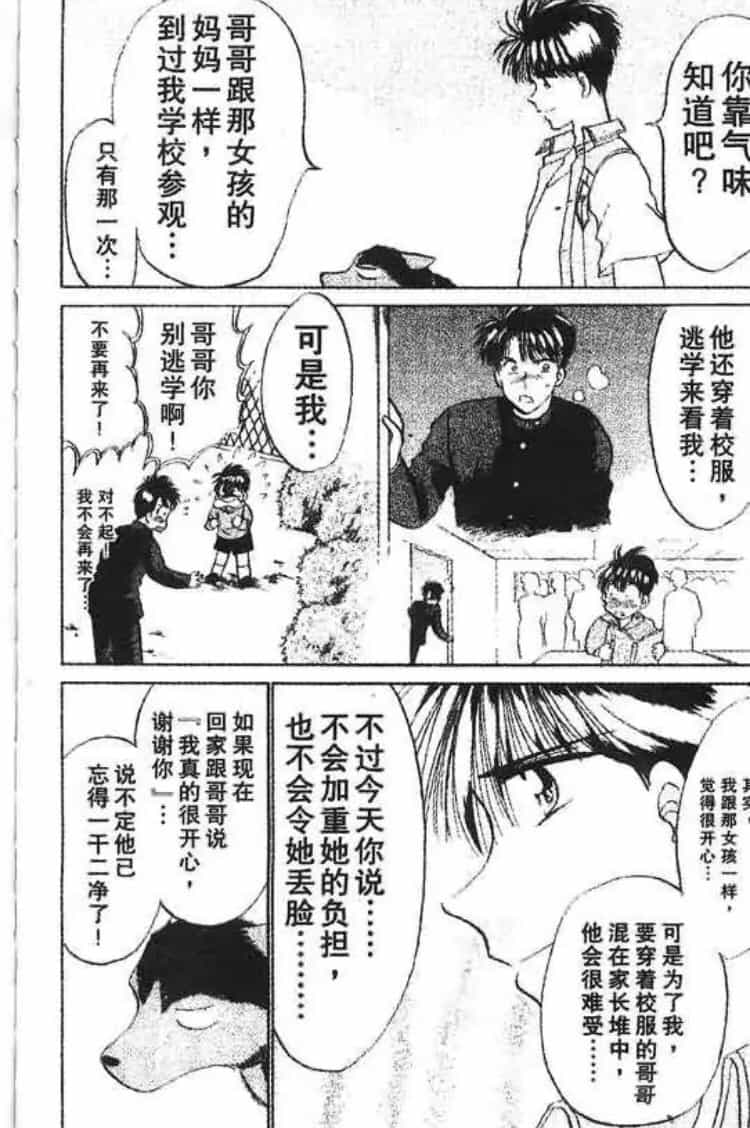 你靠气味
知道吧？
哥哥跟那女孩的
妈妈一样，
到过我学校参观…
只有那一次…
他还穿着校服，
逃学来看我…
可是我…
哥哥你
别逃学啊！
不要再来了！
对不起！
我不会再来了…
其实，
我跟那女孩一样，
觉得很开心…
可是为了我，
要穿着校服的哥哥
混在家长堆中，
他会很难受……
不过今天你说……
不会加重她的负担，
也不会令她丢脸………
如果现在
回家跟哥哥说
『我真的很开心，
谢谢你』…
说不定他已
忘得一干二净了！